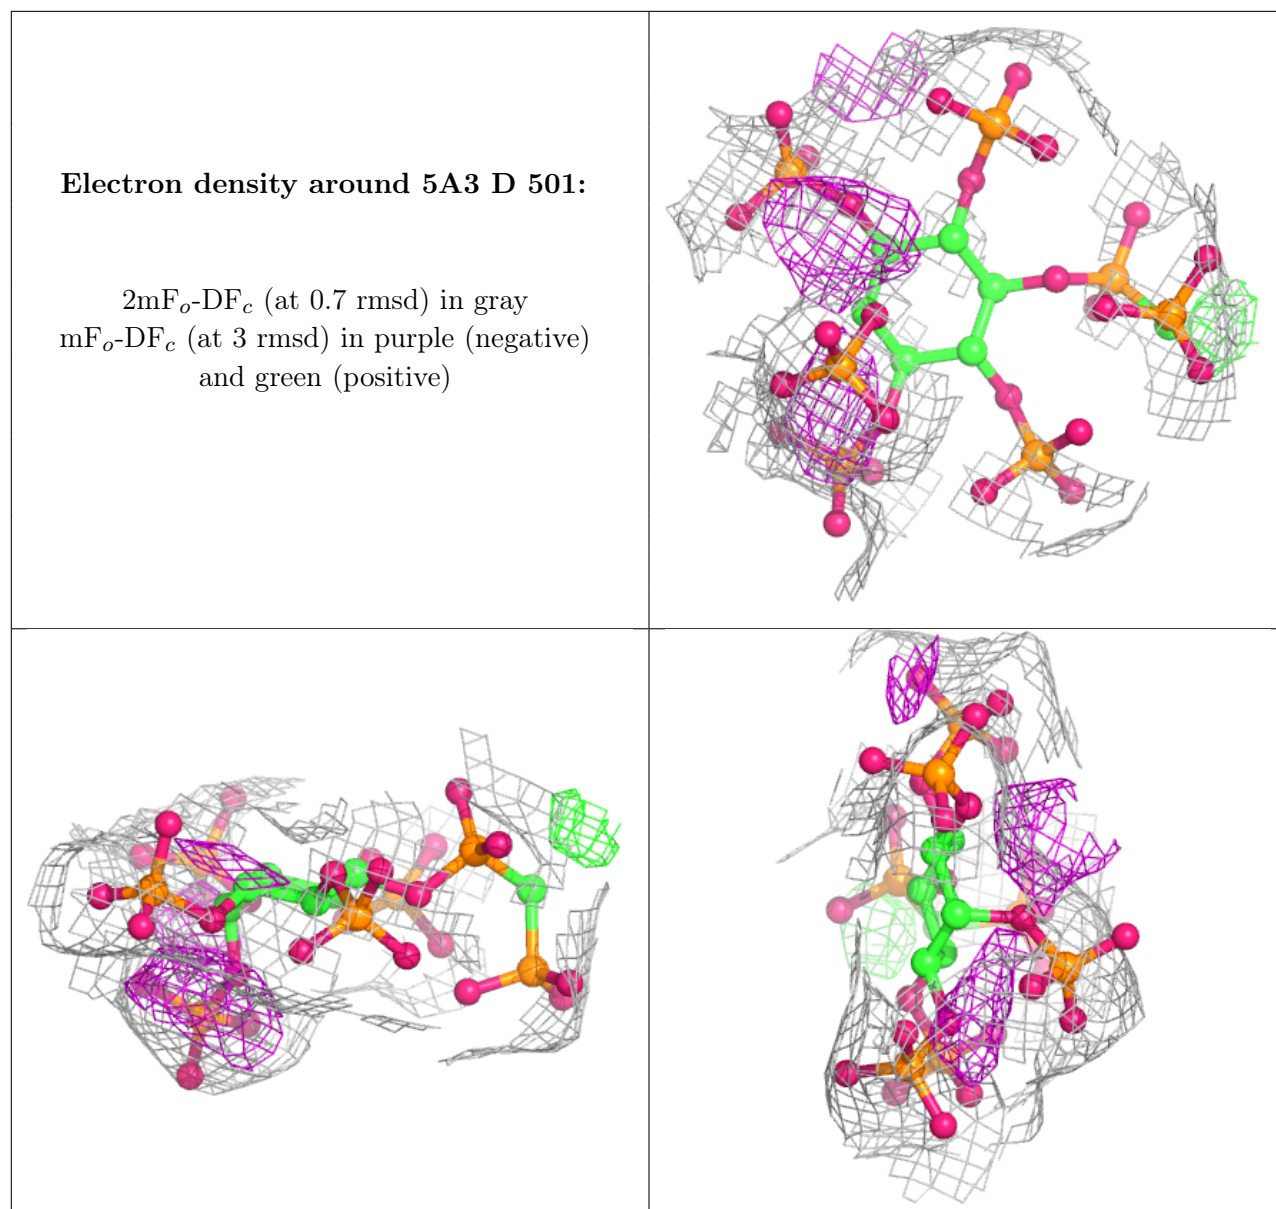 Electron density around 5A3 D 501:
2mFₒ-DF𝒸 (at 0.7 rmsd) in gray
mFₒ-DF𝒸 (at 3 rmsd) in purple (negative)
and green (positive)